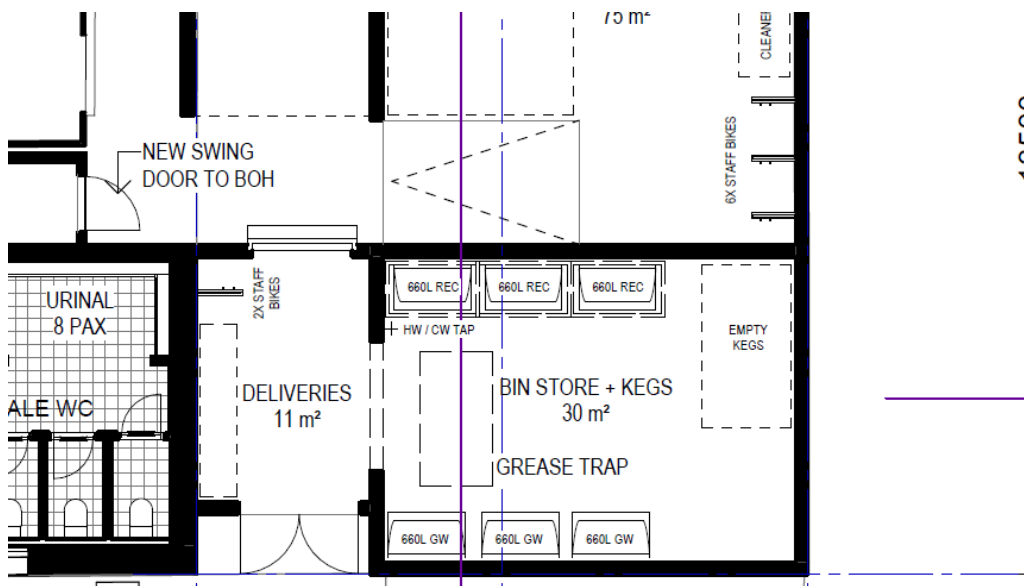 75 m²
NEW SWING
DOOR TO BOH
6X STAFF BIKES
URINAL
8 PAX
2X STAFF
BIKES
660L REC
660L REC
660L REC
HW / CW TAP
EMPTY
KEGS
DELIVERIES
11 m²
BIN STORE + KEGS
30 m²
GREASE TRAP
WC
660L GW
660L GW
660L GW